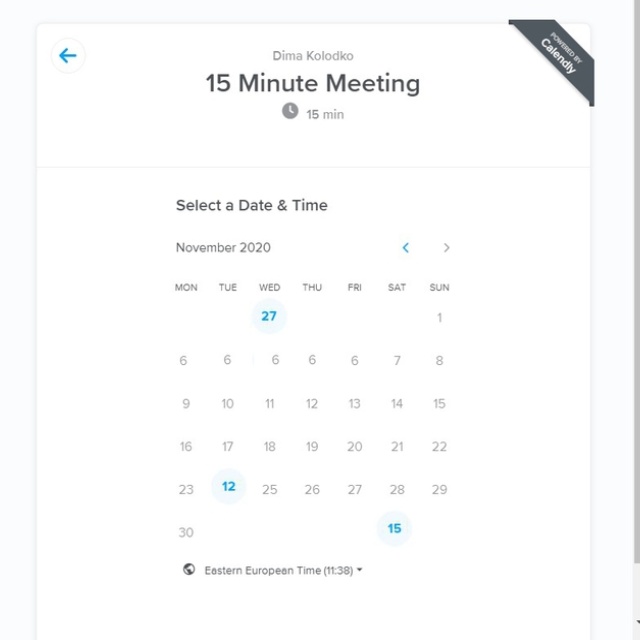 POWERED BY
Calendly
Dima Kolodko
15 Minute Meeting
15 min
Select a Date & Time
November 2020
MON TUE WED THU FRI SAT SUN
27 1
6 6 6 6 6 7 8
9 10 11 12 13 14 15
16 17 18 19 20 21 22
23 12 25 26 27 28 29
30 15
Eastern European Time (11:38)